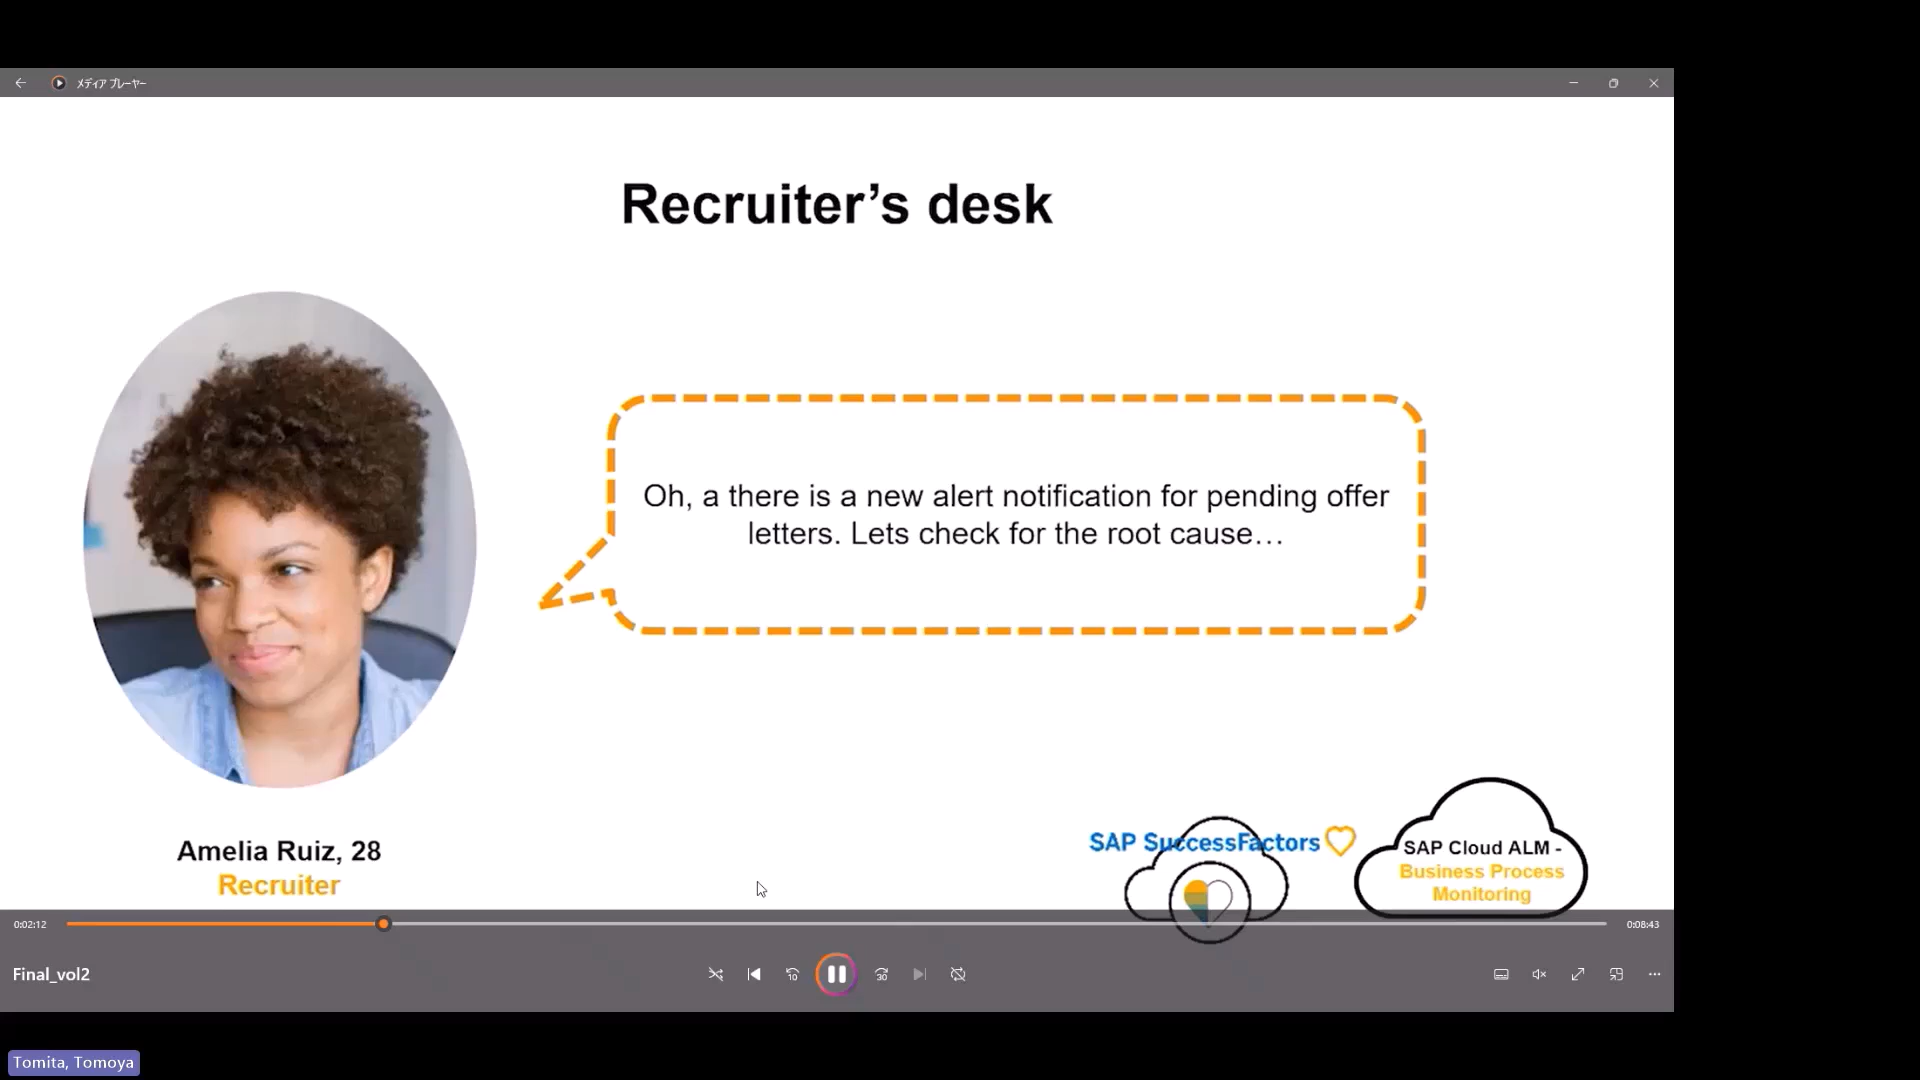 メディア プレーヤー
Recruiter's desk
Oh, a there is a new alert notification for pending offer
letters. Lets check for the root cause…
Amelia Ruiz, 28
Recruiter
SAP SuccessFactors
SAP Cloud ALM -
Business Process
Monitoring
0:02:12
0:08:43
Final_vol2
10
30
Tomita, Tomoya